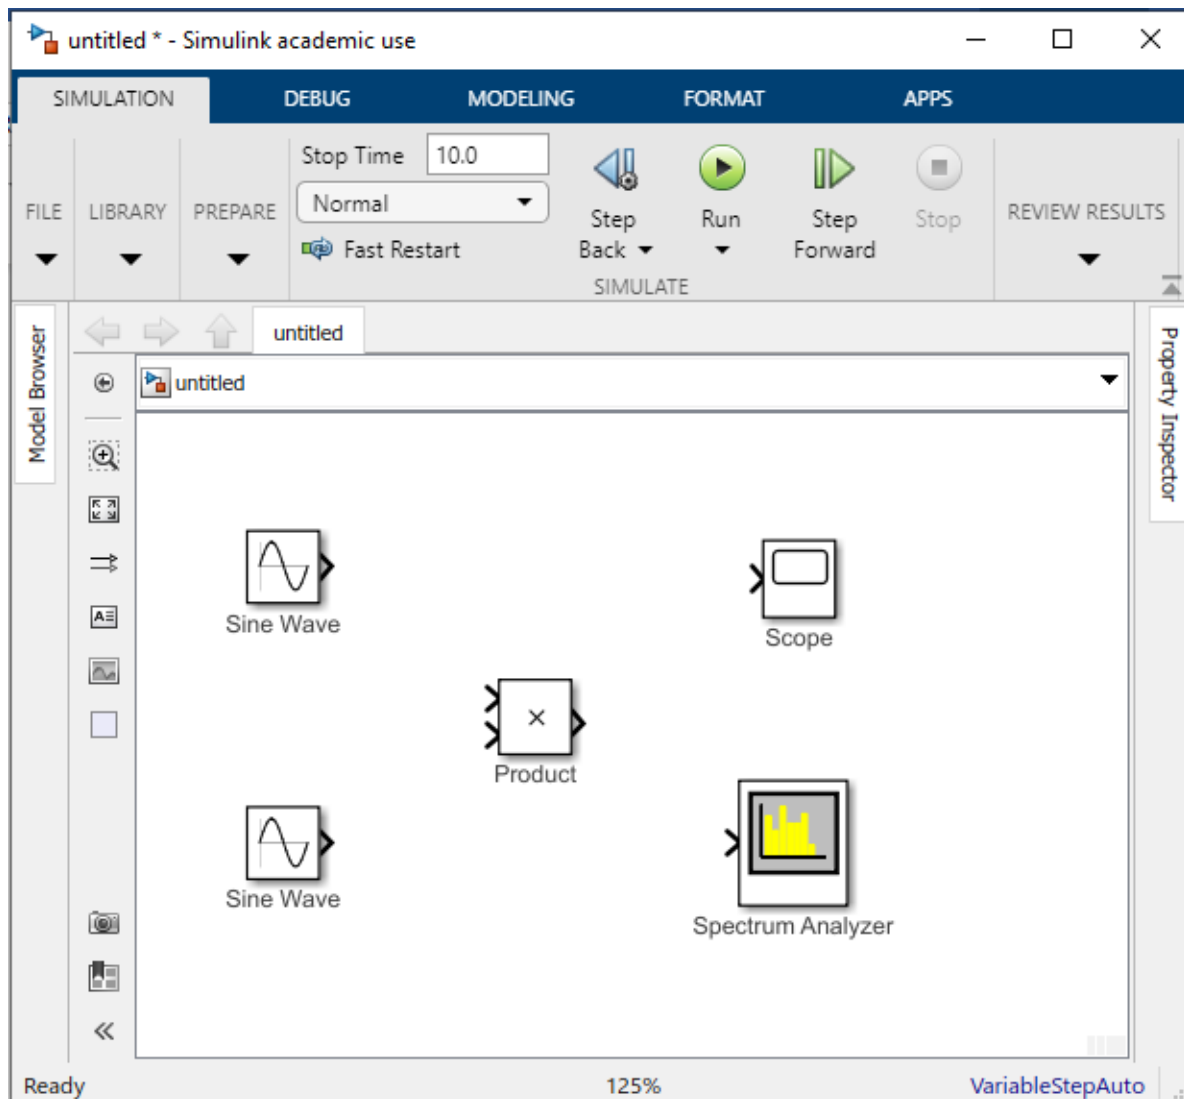 untitled * - Simulink academic use
SIMULATION DEBUG MODELING FORMAT APPS
Stop Time 10.0
Normal
Fast Restart
FILE LIBRARY PREPARE
Step Back
Run
Step Forward
Stop
REVIEW RESULTS
SIMULATE
Model Browser
untitled
untitled
Property Inspector
Sine Wave
Scope
×
Product
Sine Wave
Spectrum Analyzer
Ready 125% VariableStepAuto